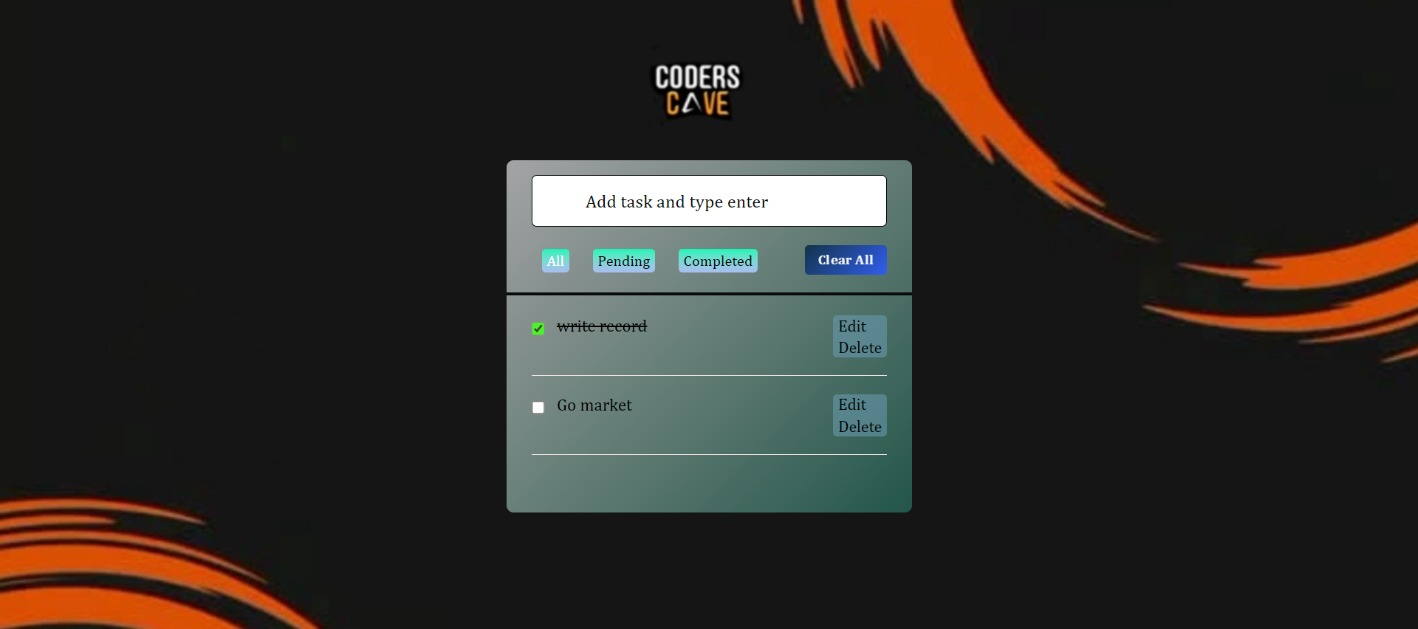 CODERS
CAVE
Add task and type enter
All Pending Completed Clear All
write record Edit
Delete
Go market Edit
Delete